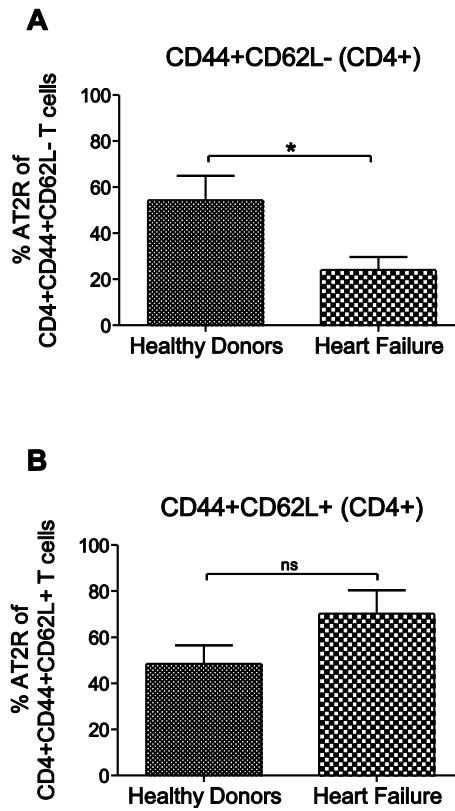 A
CD44+CD62L- (CD4+)
% AT2R of
CD4+CD44+CD62L- T cells
100
80
60
40
20
0
*
Healthy Donors
Heart Failure
B
CD44+CD62L+ (CD4+)
% AT2R of
CD4+CD44+CD62L+ T cells
100
80
60
40
20
0
ns
Healthy Donors
Heart Failure